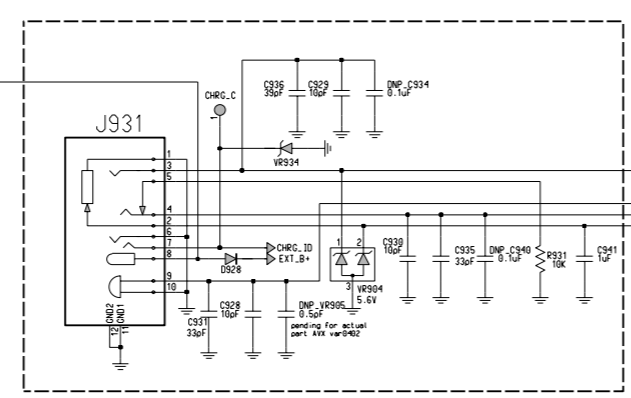 C936 C929 DNP_C934
39pF 10pF 0.1uF
CHRG_C
1
J931
VR934
1
3
5
4
2
6
7
8
9
10
CHRG_ID
EXT_B+
D928
1 2
3
VR904
5.6V
C930
10pF
C935
33pF
DNP_C940
0.1uF
R931
10K
C941
1uF
C931
33pF
C928
10pF
DNP_VR905
0.5pF
pending for actual
part AVX var0402
GND2
GND1
12
11